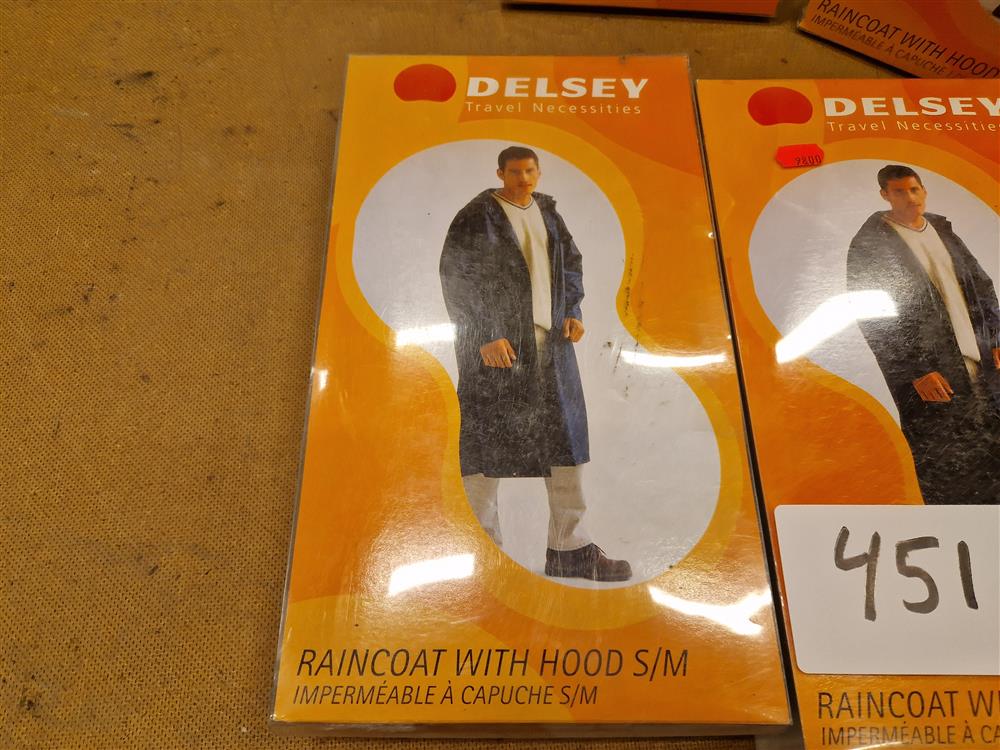 DELSEY
Travel Necessities
RAINCOAT WITH HOOD S/M
IMPERMÉABLE À CAPUCHE S/M
DELSEY
Travel Necessities
9800
451
RAINCOAT WI
IMPERMÉABLE À CA
RAINCOAT WITH HOOD
IMPERMÉABLE À CAPUCHE